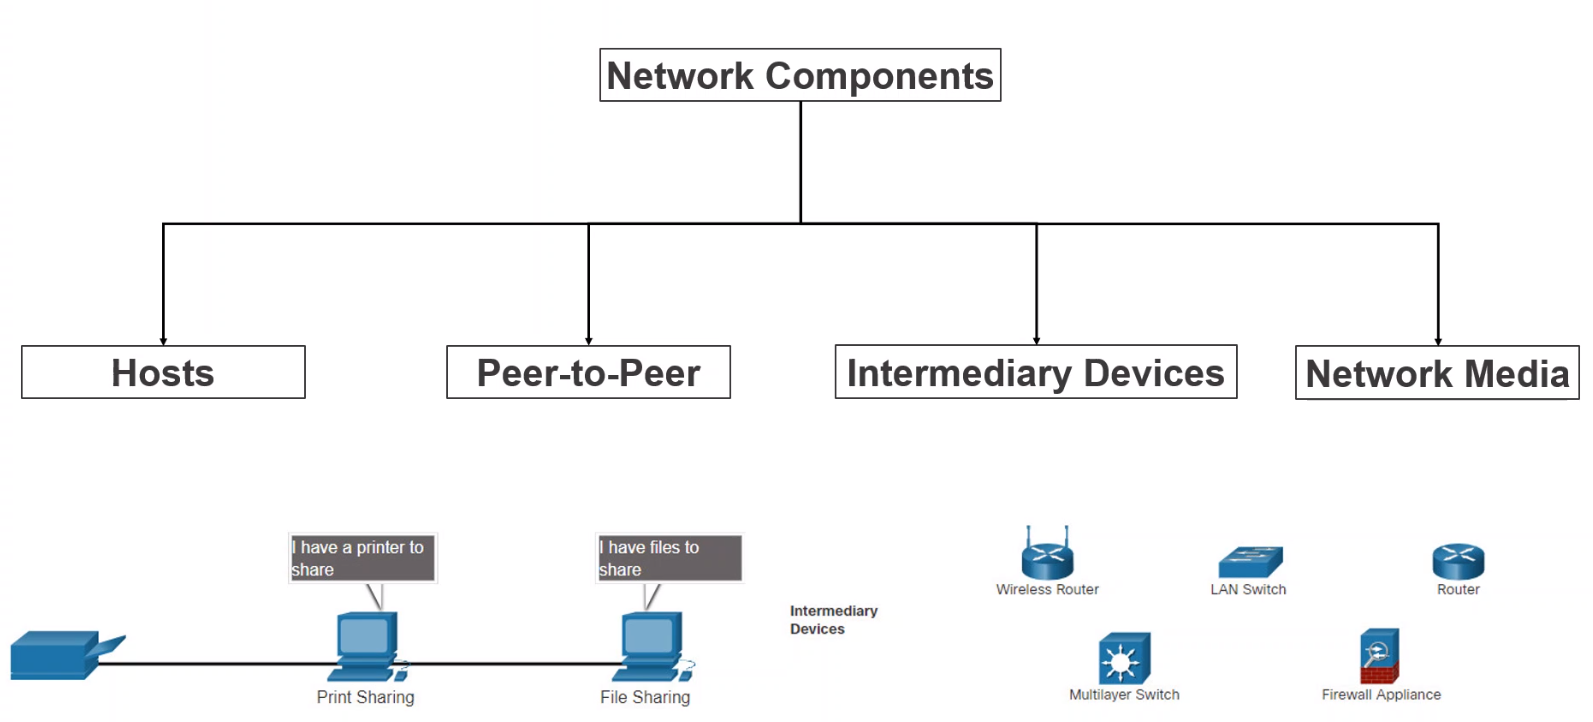 Network Components
Hosts
Peer-to-Peer
Intermediary Devices
Network Media
I have a printer to
share
I have files to
share
Print Sharing
File Sharing
Intermediary
Devices
Wireless Router
LAN Switch
Router
Multilayer Switch
Firewall Appliance